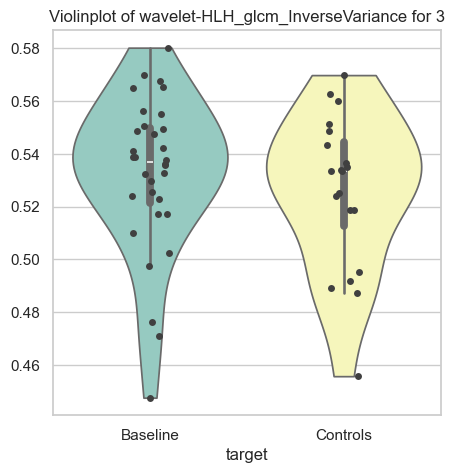 Violinplot of wavelet-HLH_glcm_InverseVariance for 3
0.58
0.56
0.54
0.52
0.50
0.48
0.46
Baseline Controls
target